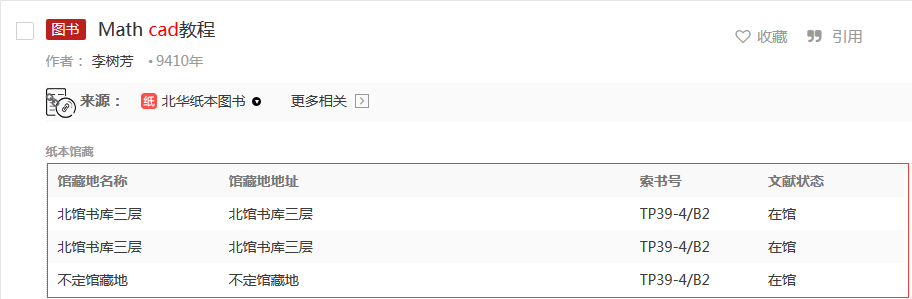 图书 Math cad教程
收藏 引用
作者： 李树芳 •9410年
来源： 纸 北华纸本图书 更多相关
纸本馆藏
馆藏地名称 馆藏地地址 索书号 文献状态
北馆书库三层 北馆书库三层 TP39-4/B2 在馆
北馆书库三层 北馆书库三层 TP39-4/B2 在馆
不定馆藏地 不定馆藏地 TP39-4/B2 在馆